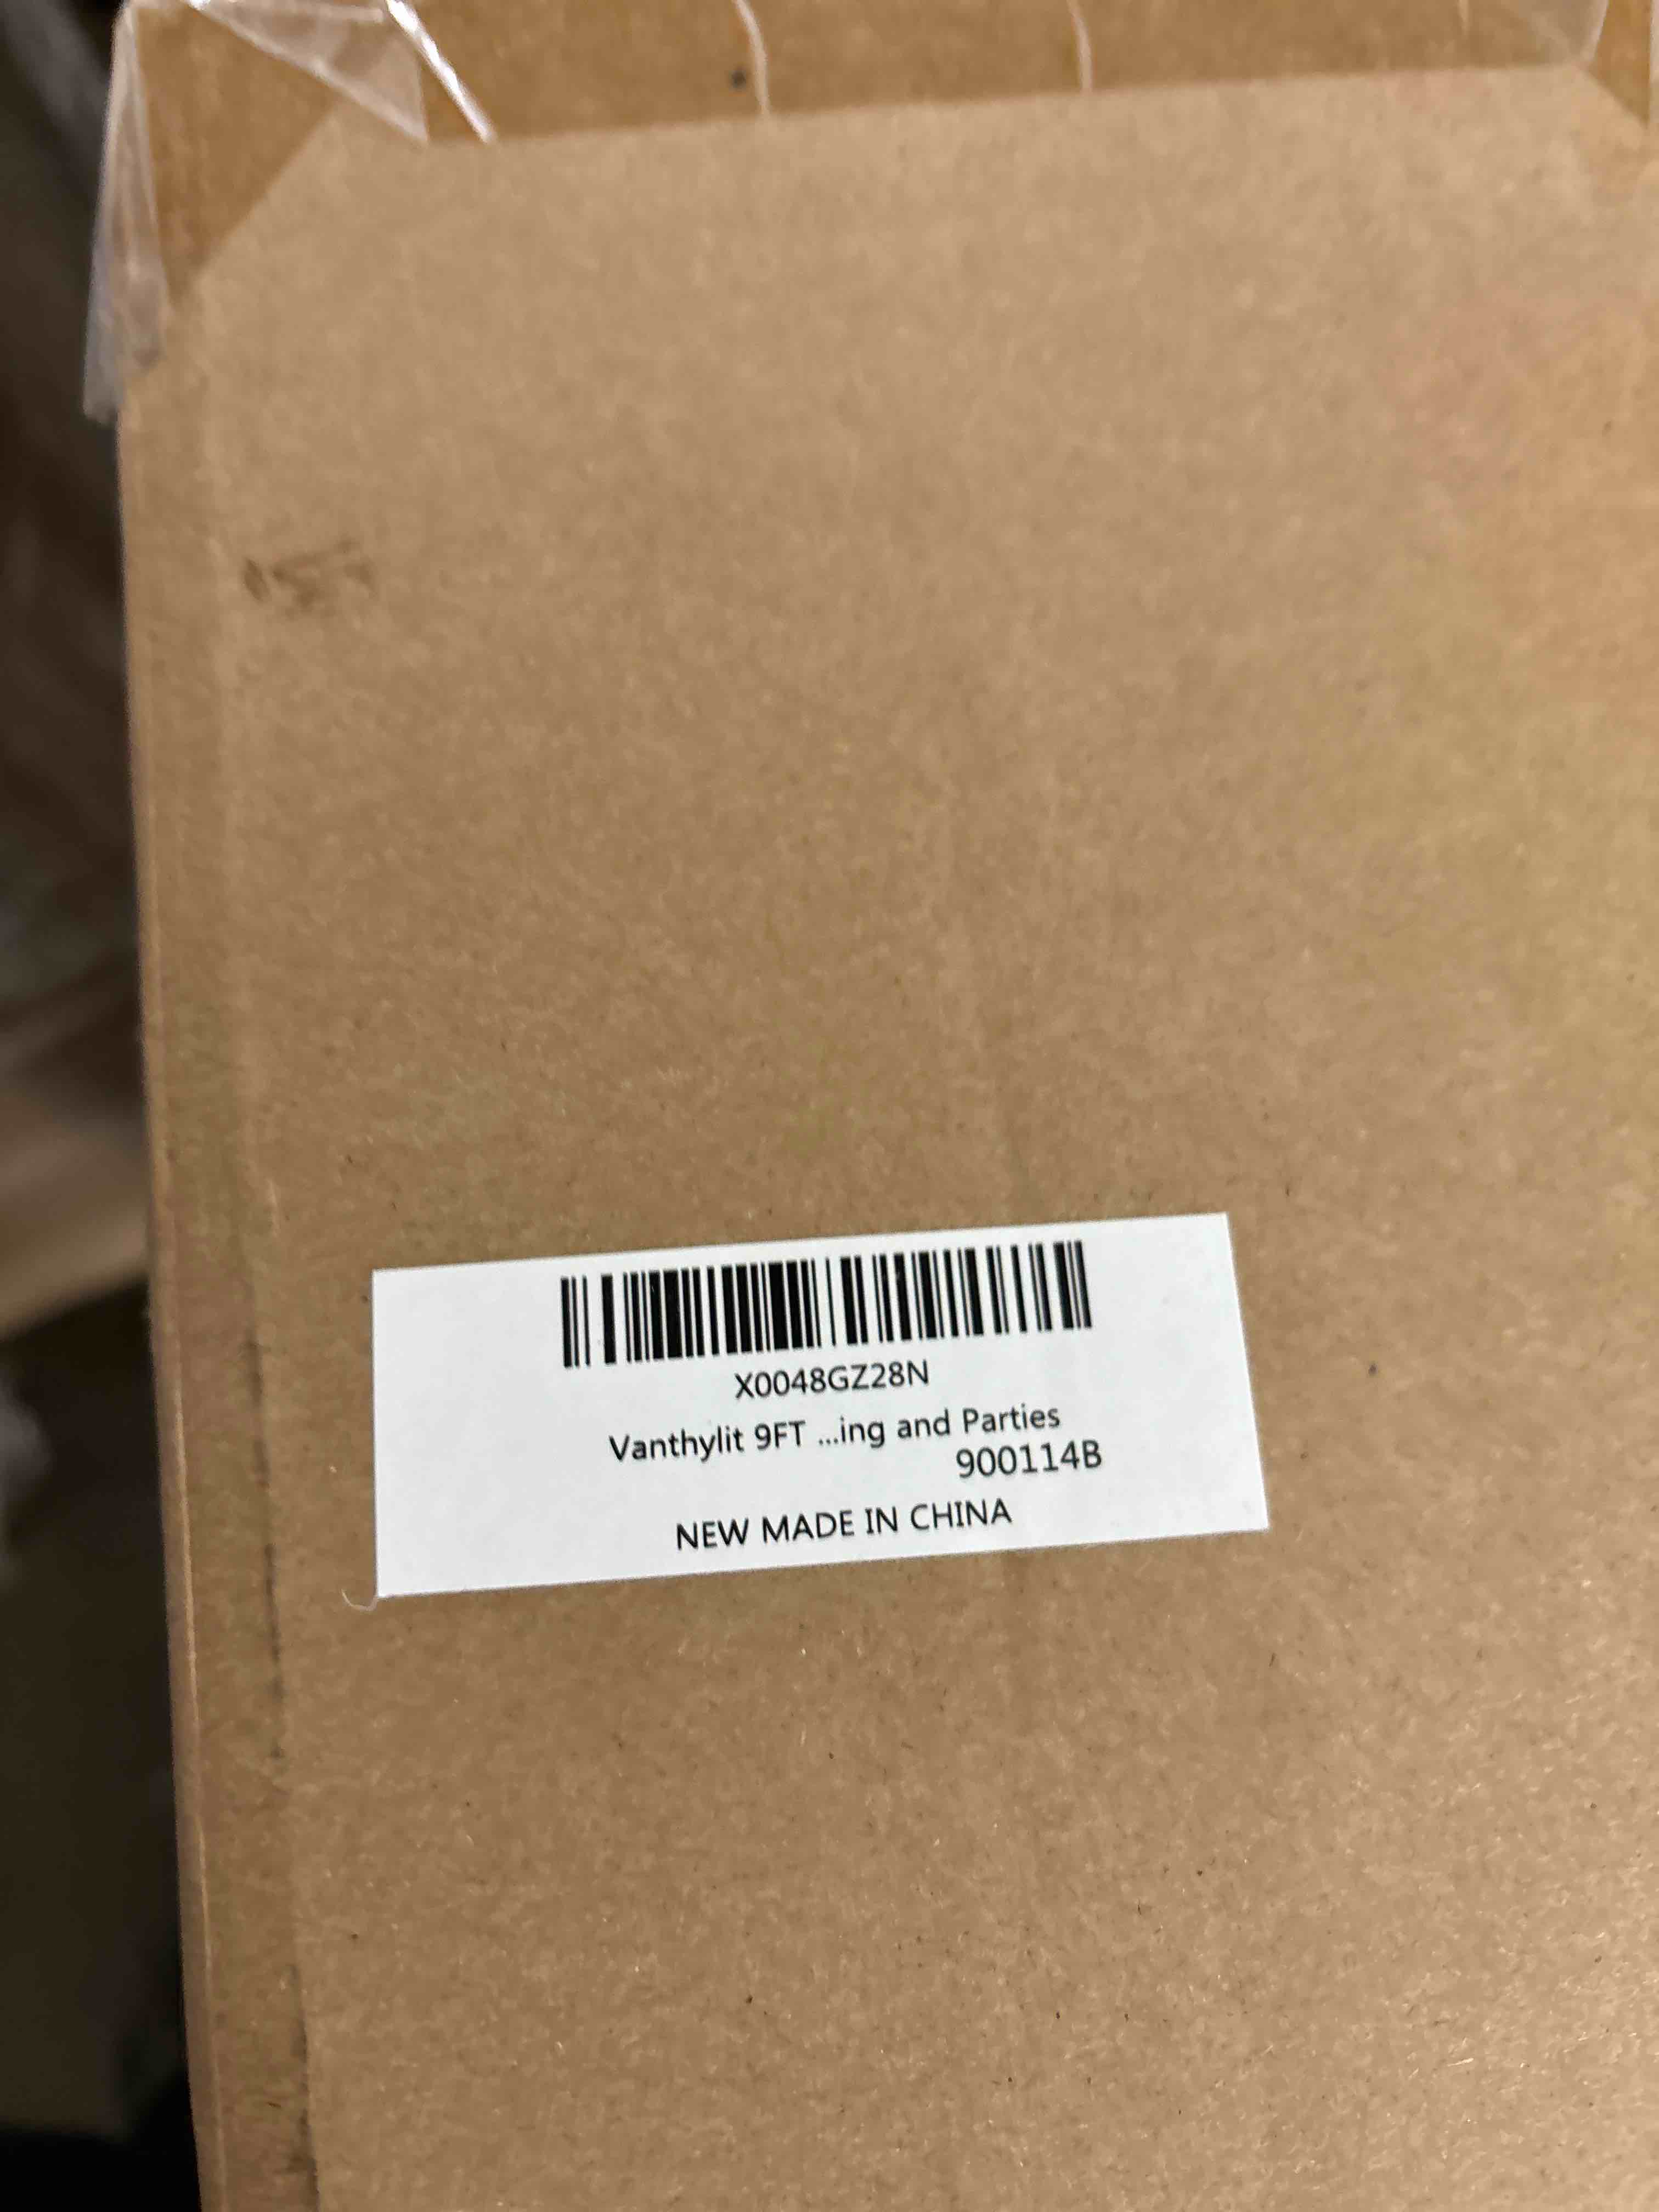 X0048GZ28N
Vanthylit 9FT ...ing and Parties
900114B
NEW MADE IN CHINA